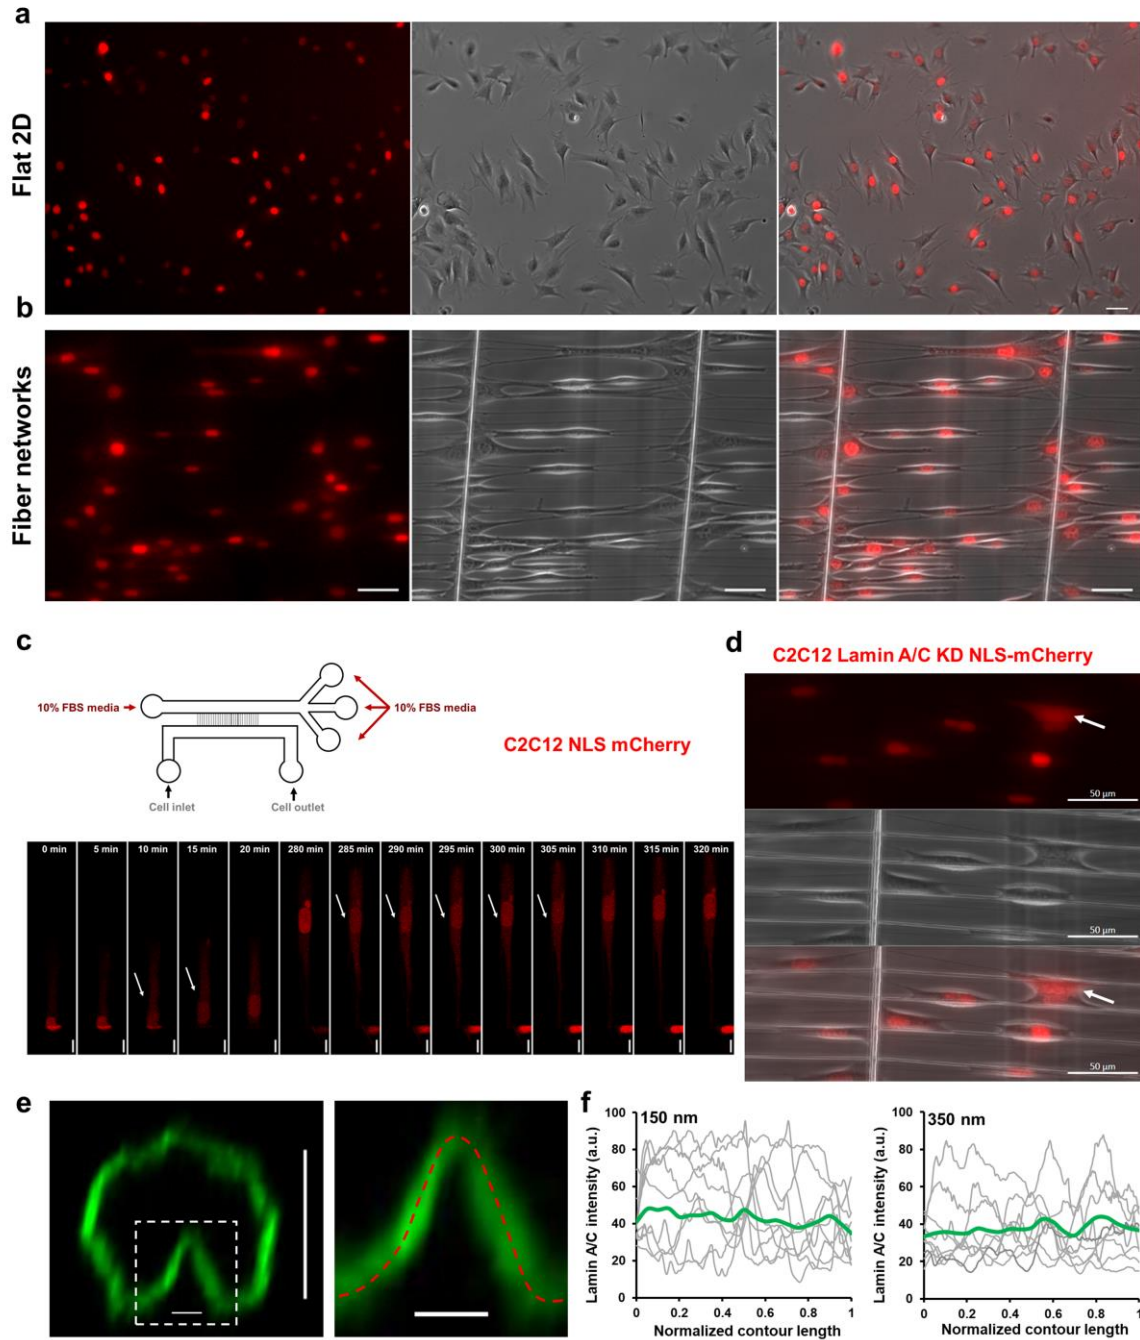 a
Flat 2D
b
Fiber networks
c
10% FBS media
10% FBS media
Cell inlet
Cell outlet
C2C12 NLS mCherry
0 min
5 min
10 min
15 min
20 min
280 min
285 min
290 min
295 min
300 min
305 min
310 min
315 min
320 min
d
C2C12 Lamin A/C KD NLS-mCherry
50 µm
50 µm
50 µm
e
f
150 nm
Lamin A/C intensity (a.u.)
100
80
60
40
20
0
0
0.2
0.4
0.6
0.8
1
Normalized contour length
350 nm
Lamin A/C intensity (a.u.)
100
80
60
40
20
0
0
0.2
0.4
0.6
0.8
1
Normalized contour length